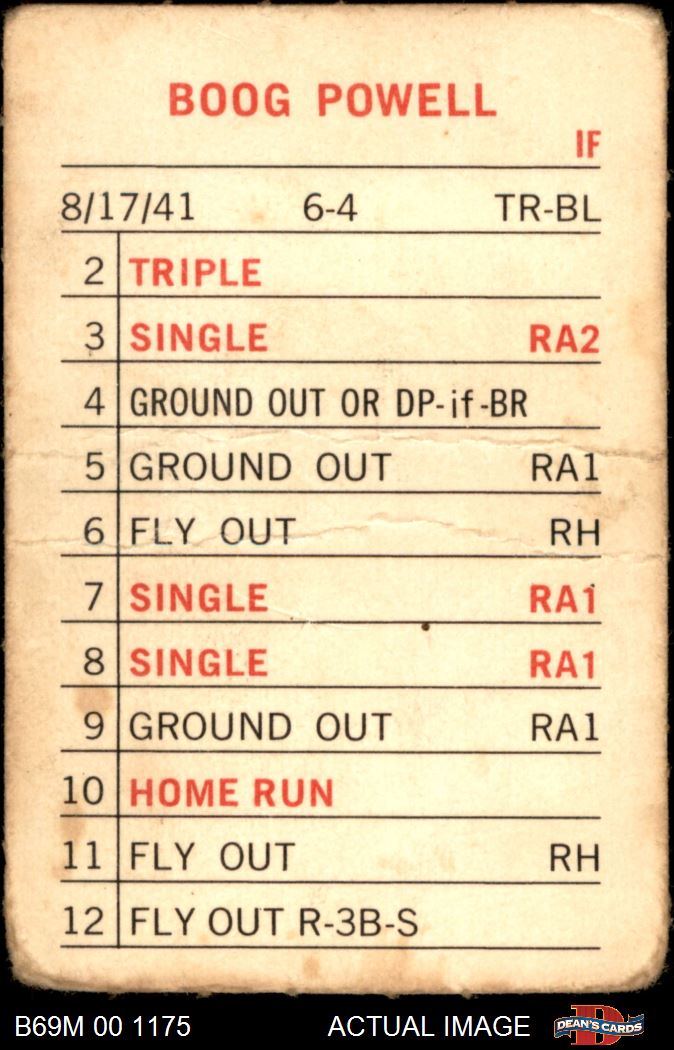 BOOG POWELL
IF
8/17/41 6-4 TR-BL
2 TRIPLE
3 SINGLE RA2
4 GROUND OUT OR DP-if-BR
5 GROUND OUT RA1
6 FLY OUT RH
7 SINGLE RA1
8 SINGLE RA1
9 GROUND OUT RA1
10 HOME RUN
11 FLY OUT RH
12 FLY OUT R-3B-S
B69M 00 1175 ACTUAL IMAGE DEAN'S CARDS